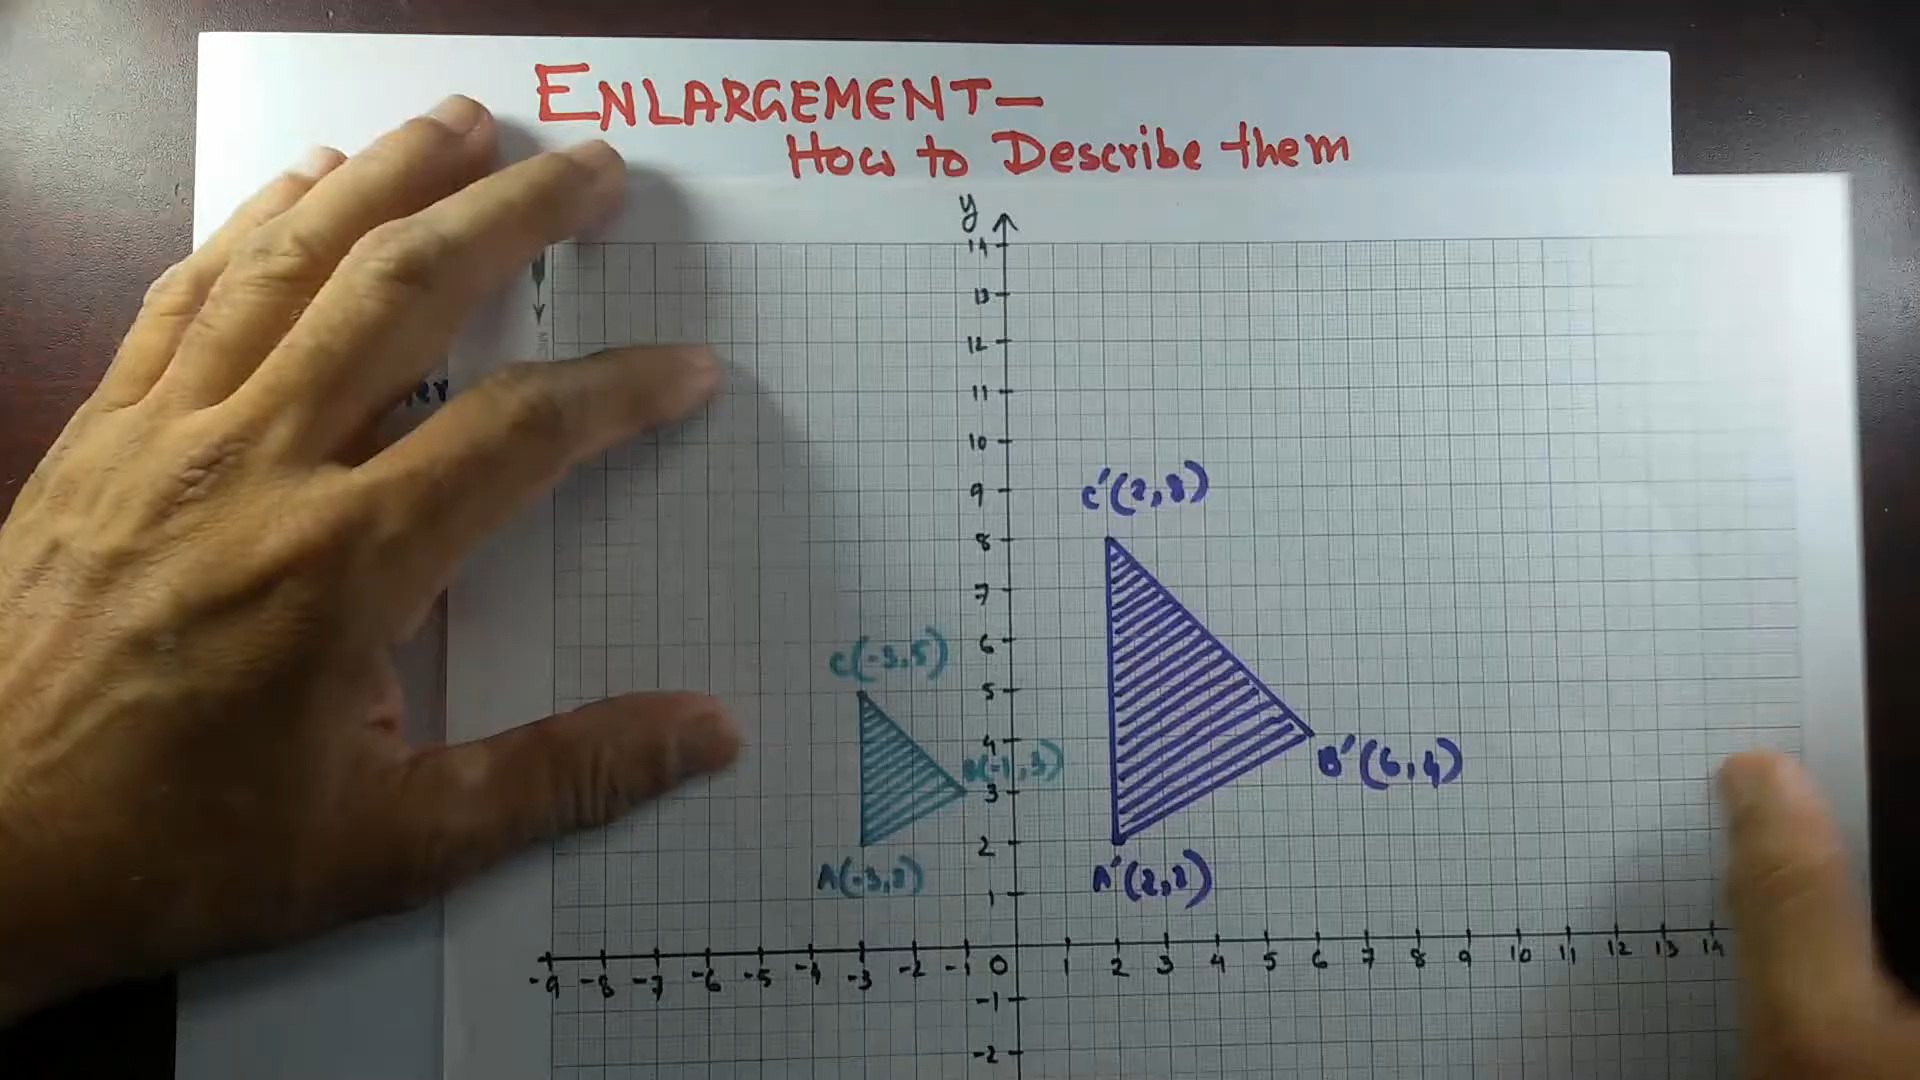 ENLARGEMENT-
How to Describe them
y
14
13
12
11
10
9
8
7
6
5
4
3
2
1
C'(2,8)
C(-3,5)
B(-1,3)
B'(6,4)
A(-3,2)
A'(2,2)
-9 -8 -7 -6 -5 -4 -3 -2 -1 0 1 2 3 4 5 6 7 8 9 10 11 12 13 14
-1
-2